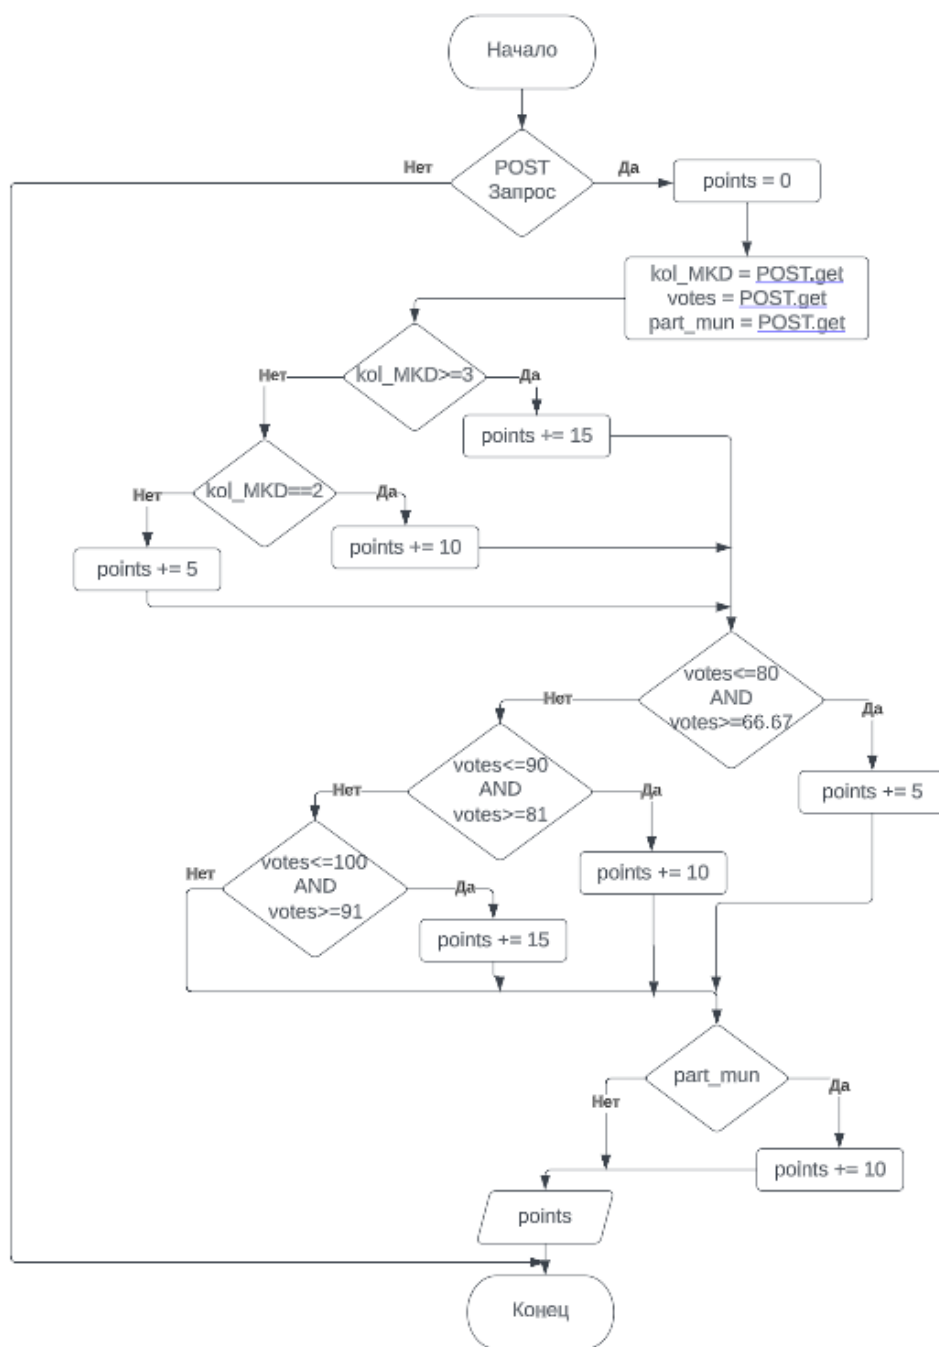 Начало
POST
Запрос
Нет
Да
points = 0
kol_MKD = POST.get
votes = POST.get
part_mun = POST.get
kol_MKD>=3
Нет
Да
points += 15
kol_MKD==2
Нет
Да
points += 10
points += 5
votes<=80
AND
votes>=66.67
Нет
Да
points += 5
votes<=90
AND
votes>=81
Нет
Да
points += 10
votes<=100
AND
votes>=91
Нет
Да
points += 15
part_mun
Нет
Да
points += 10
points
Конец